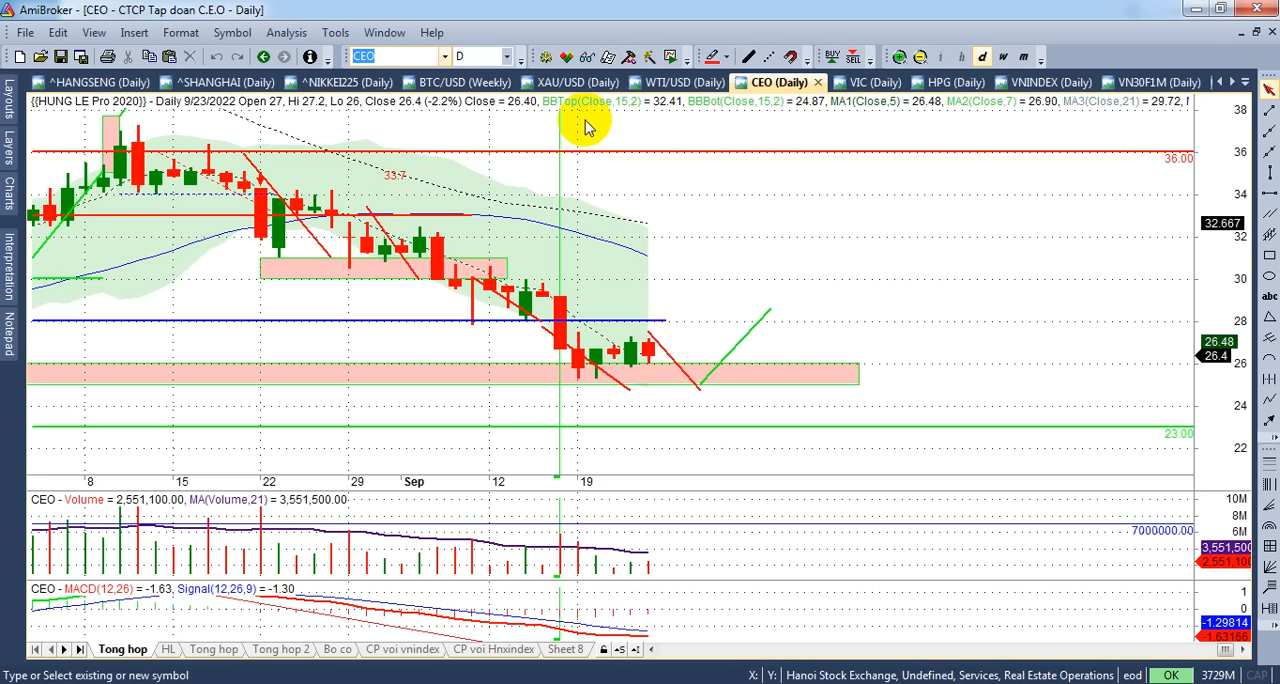 AmiBroker - [CEO - CTCP Tap doan C.E.O - Daily]
File Edit View Insert Format Symbol Analysis Tools Window Help
CEO D BUY SELL i h d w m
^HANGSENG (Daily) ^SHANGHAI (Daily) ^NIKKEI225 (Daily) BTC/USD (Weekly) XAU/USD (Daily) WTI/USD (Daily) CEO (Daily) VIC (Daily) HPG (Daily) VNINDEX (Daily) VN30F1M (Daily)
Layouts
Layers
Charts
Interpretation
Notepad
abc
{{HUNG LE Pro 2020}} - Daily 9/23/2022 Open 27, Hi 27.2, Lo 26, Close 26.4 (-2.2%) Close = 26.40, BBTop(Close,15,2) = 32.41, BBBot(Close,15,2) = 24.87, MA1(Close,5) = 26.48, MA2(Close,7) = 26.90, MA3(Close,21) = 29.72,
38
36
36.00
33.7
34
32.667
32
30
28
26.48
26.4
26
24
23.00
22
8 15 22 29 Sep 12 19
CEO - Volume = 2,551,100.00, MA(Volume,21) = 3,551,500.00
10M
8M
7000000.00
6M
3,551,500
2,551,100
CEO - MACD(12,26) = -1.63, Signal(12,26,9) = -1.30
1
0
-1.29814
-1.63166
Tong hop HL Tong hop Tong hop 2 Bo co CP voi vnindex CP voi Hnxindex Sheet 8
Type or Select existing or new symbol X: Y: Hanoi Stock Exchange, Undefined, Services, Real Estate Operations eod OK 3729M CAP